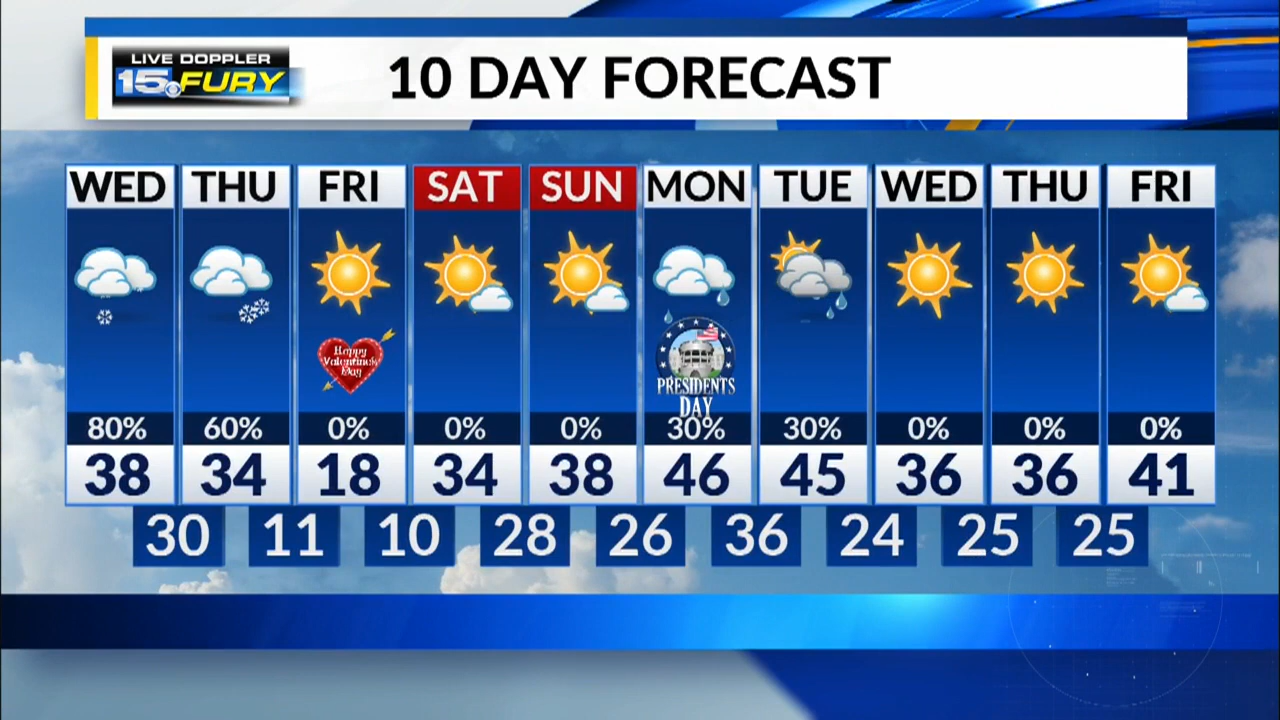 LIVE DOPPLER
15 FURY
10 DAY FORECAST
WED THU FRI SAT SUN MON TUE WED THU FRI
Happy
Valentine's
Day
PRESIDENTS
DAY
80% 60% 0% 0% 0% 30% 30% 0% 0% 0%
38 34 18 34 38 46 45 36 36 41
30 11 10 28 26 36 24 25 25